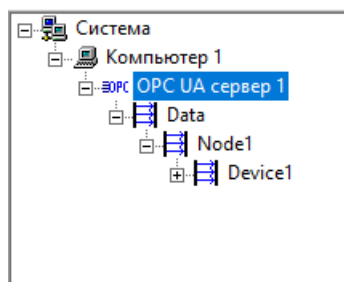 Система
Компьютер 1
OPC OPC UA сервер 1
Data
Node1
Device1